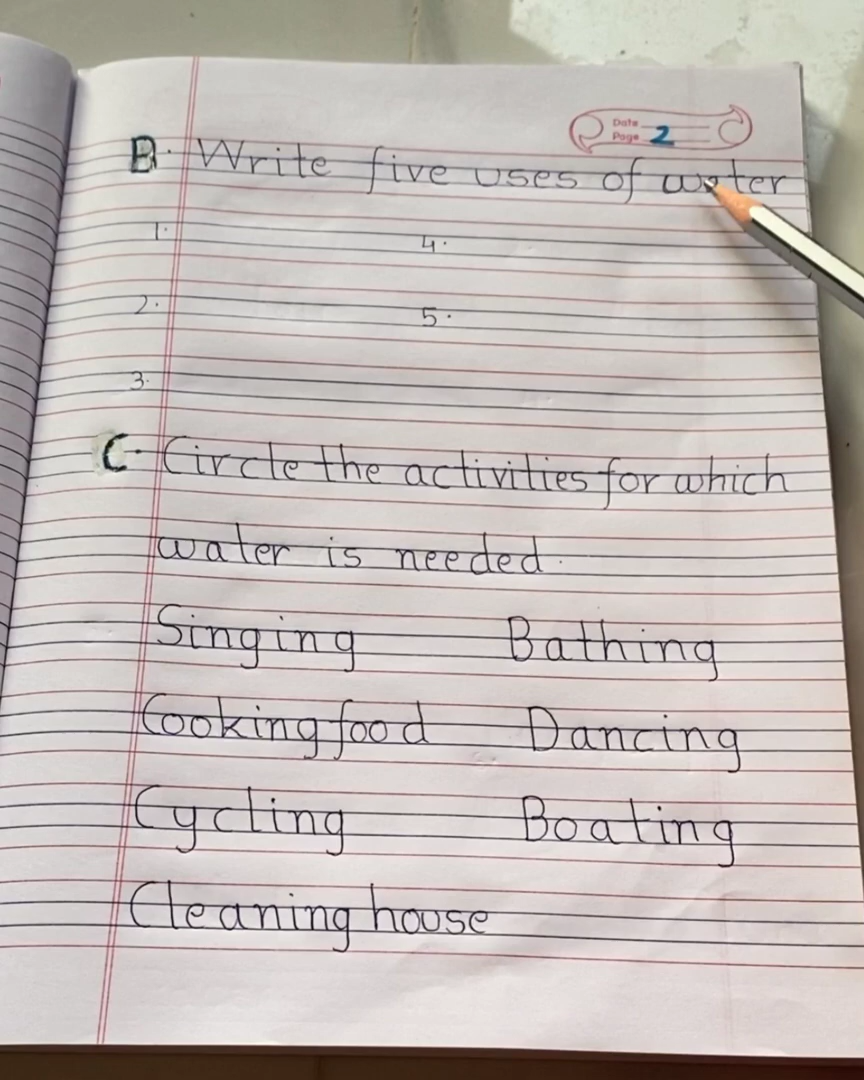 Date
Page 2
B. Write five uses of water
1. 4.
2. 5.
3.
C. Circle the activities for which
water is needed.
Singing Bathing
Cooking food Dancing
Cycling Boating
Cleaning house